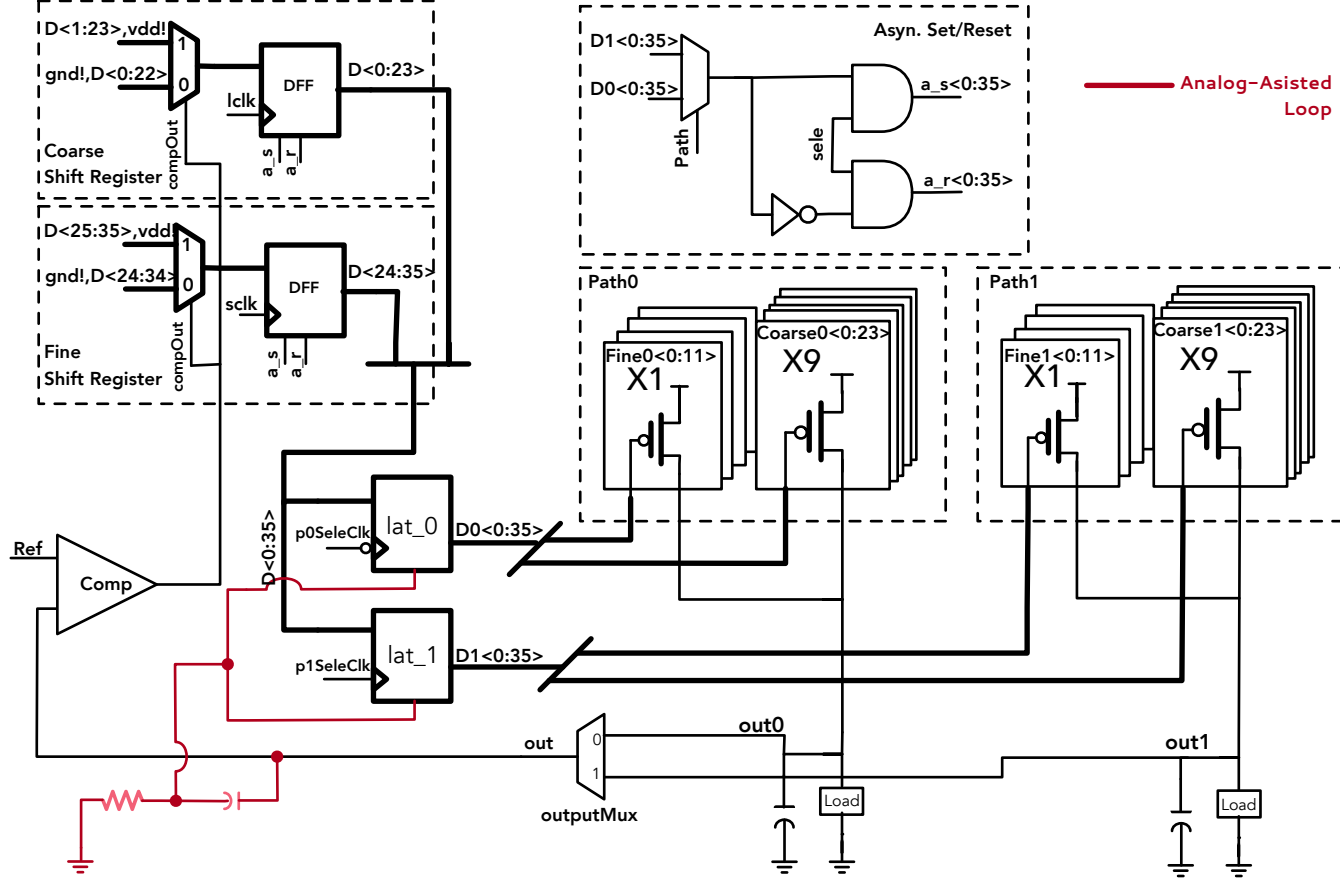 D<1:23>,vdd!
1
gnd!,D<0:22>
0
compOut
DFF
lclk
a_s
a_r
D<0:23>
Coarse
Shift Register
D<25:35>,vdd!
1
gnd!,D<24:34>
0
compOut
DFF
sclk
a_s
a_r
D<24:35>
Fine
Shift Register
Asyn. Set/Reset
D1<0:35>
D0<0:35>
Path
sele
a_s<0:35>
a_r<0:35>
Analog-Asisted
Loop
Path0
Fine0<0:11>
X1
Coarse0<0:23>
X9
Path1
Fine1<0:11>
X1
Coarse1<0:23>
X9
D<0:35>
p0SeleClk
lat_0
D0<0:35>
Ref
Comp
p1SeleClk
lat_1
D1<0:35>
out
0
1
outputMux
out0
Load
out1
Load